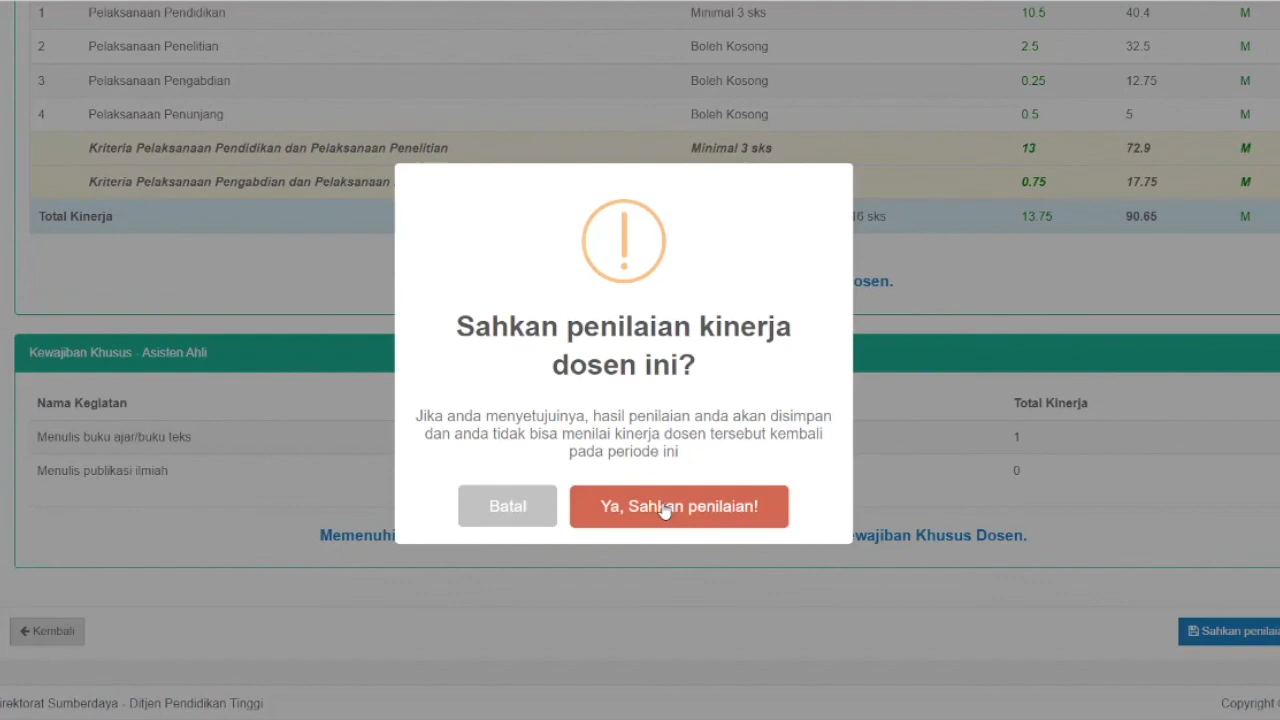 1 Pelaksanaan Pendidikan Minimal 3 sks 10.5 40.4 M
2 Pelaksanaan Penelitian Boleh Kosong 2.5 32.5 M
3 Pelaksanaan Pengabdian Boleh Kosong 0.25 12.75 M
4 Pelaksanaan Penunjang Boleh Kosong 0.5 5 M
Kriteria Pelaksanaan Pendidikan dan Pelaksanaan Penelitian Minimal 3 sks 13 72.9 M
Kriteria Pelaksanaan Pengabdian dan Pelaksanaan 0.75 17.75 M
Total Kinerja 16 sks 13.75 90.65 M
osen.
Sahkan penilaian kinerja
dosen ini?
Kewajiban Khusus - Asisten Ahli
Nama Kegiatan Total Kinerja
Jika anda menyetujuinya, hasil penilaian anda akan disimpan
dan anda tidak bisa menilai kinerja dosen tersebut kembali
pada periode ini
Menulis buku ajar/buku teks 1
Menulis publikasi ilmiah 0
Batal Ya, Sahkan penilaian!
Memenuhi ewajiban Khusus Dosen.
Kembali Sahkan penilaia
irektorat Sumberdaya - Ditjen Pendidikan Tinggi Copyright